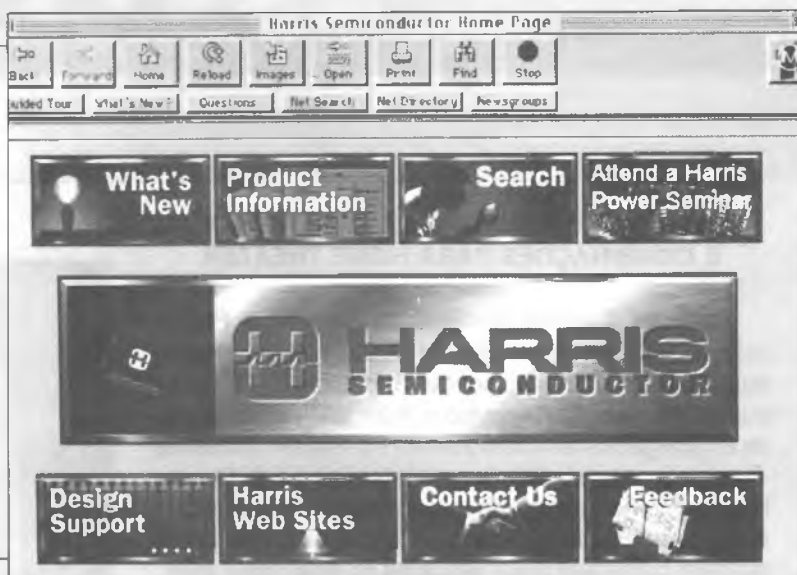 Harris Semiconductor Home Page
Back Forward Home Reload Images Open Print Find Stop
uided Tour What's New? Questions Net Search Net Directory Newsgroups
What's
New
Product
Information
Search
Attend a Harris
Power Seminar
HARRIS
SEMICONDUCTOR
Design
Support
Harris
Web Sites
Contact Us
Feedback